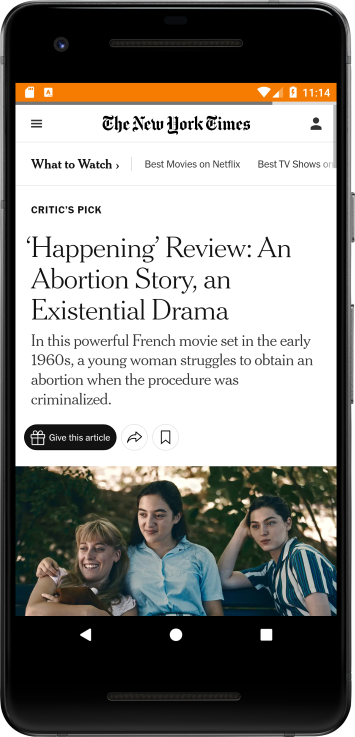 11:14
The New York Times
What to Watch › Best Movies on Netflix Best TV Shows on
CRITIC'S PICK
‘Happening’ Review: An
Abortion Story, an
Existential Drama
In this powerful French movie set in the early
1960s, a young woman struggles to obtain an
abortion when the procedure was
criminalized.
Give this article